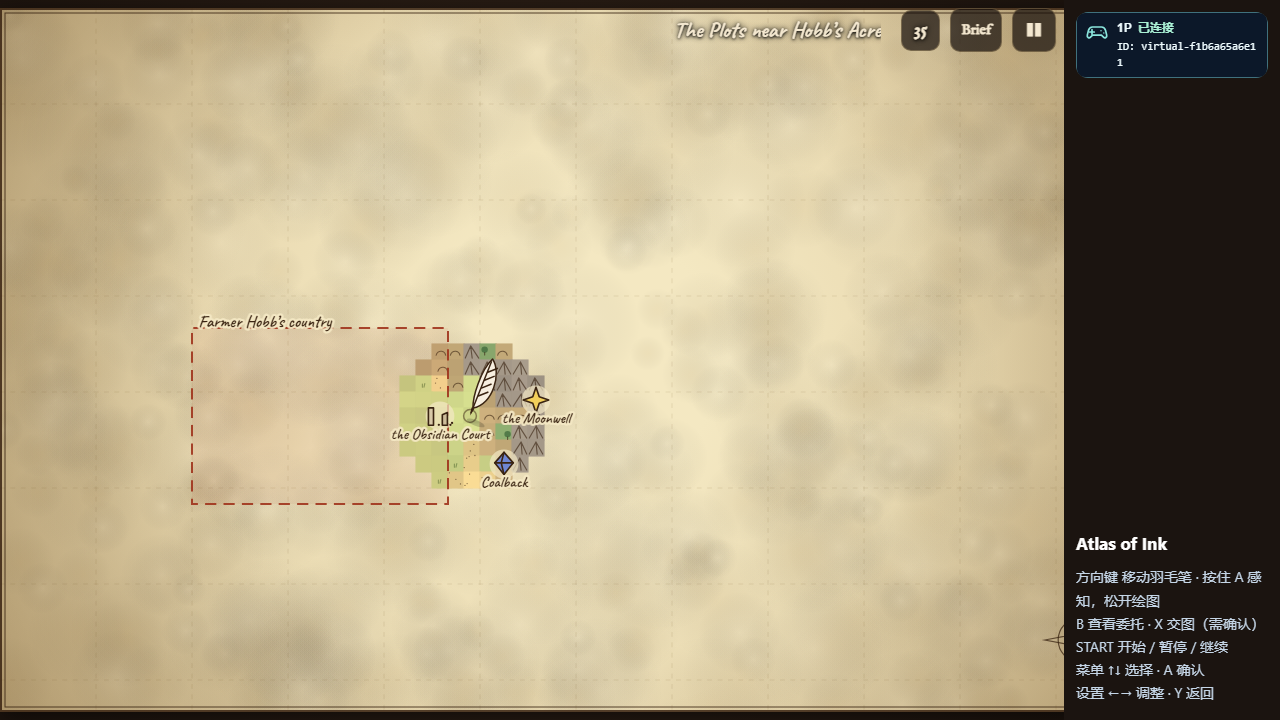 The Plots near Hobb's Acre
35
Brief
1P 已连接
ID: virtual-f1b6a65a6e1
1
Farmer Hobb's country
the Moonwell
the Obsidian Court
Coalback
Atlas of Ink
方向键 移动羽毛笔 · 按住 A 感
知，松开绘图
B 查看委托 · X 交图（需确认）
START 开始 / 暂停 / 继续
菜单 ↑↓ 选择 · A 确认
设置 ←→ 调整 · Y 返回